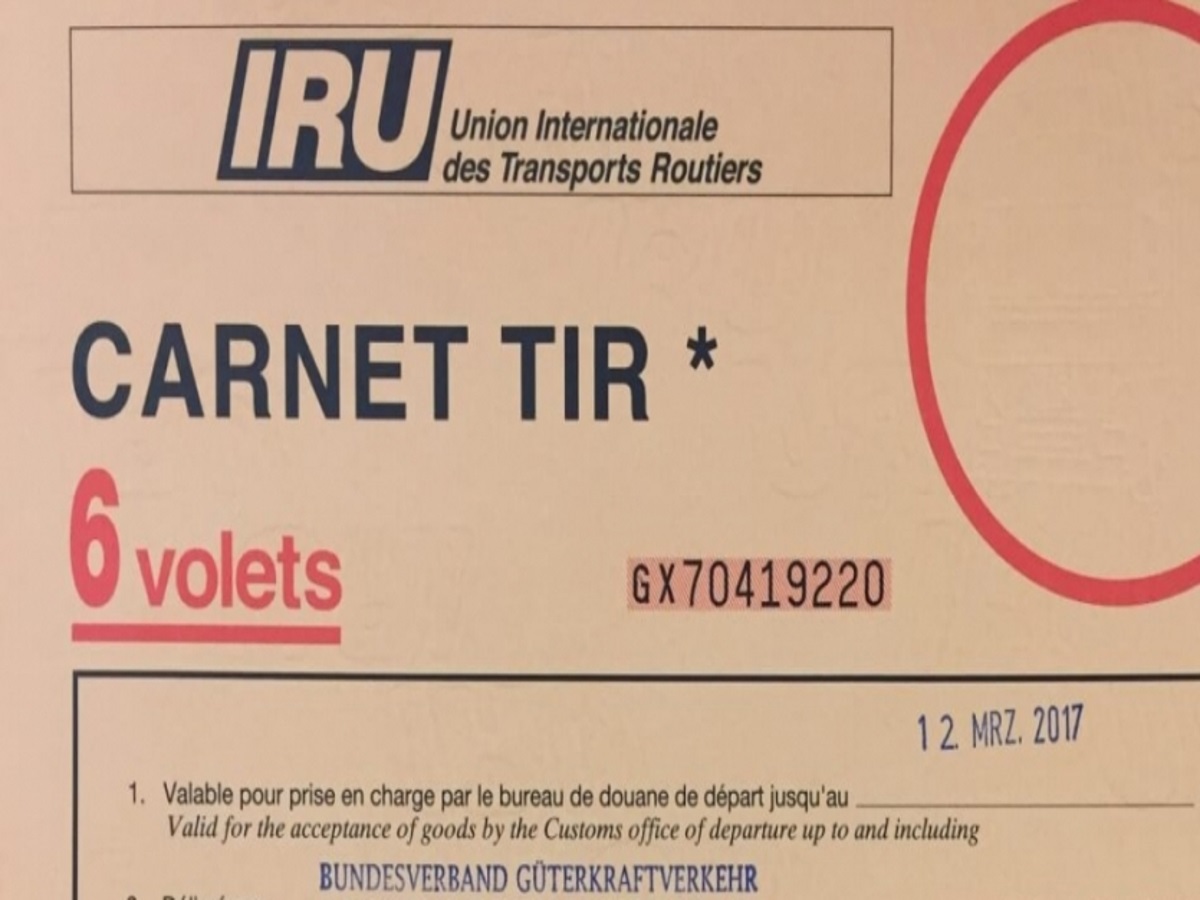 IRU
Union Internationale
des Transports Routiers
CARNET TIR *
6 volets
GX70419220
12. MRZ. 2017
1. Valable pour prise en charge par le bureau de douane de départ jusqu'au
Valid for the acceptance of goods by the Customs office of departure up to and including
BUNDESVERBAND GÜTERKRAFTVERKEHR